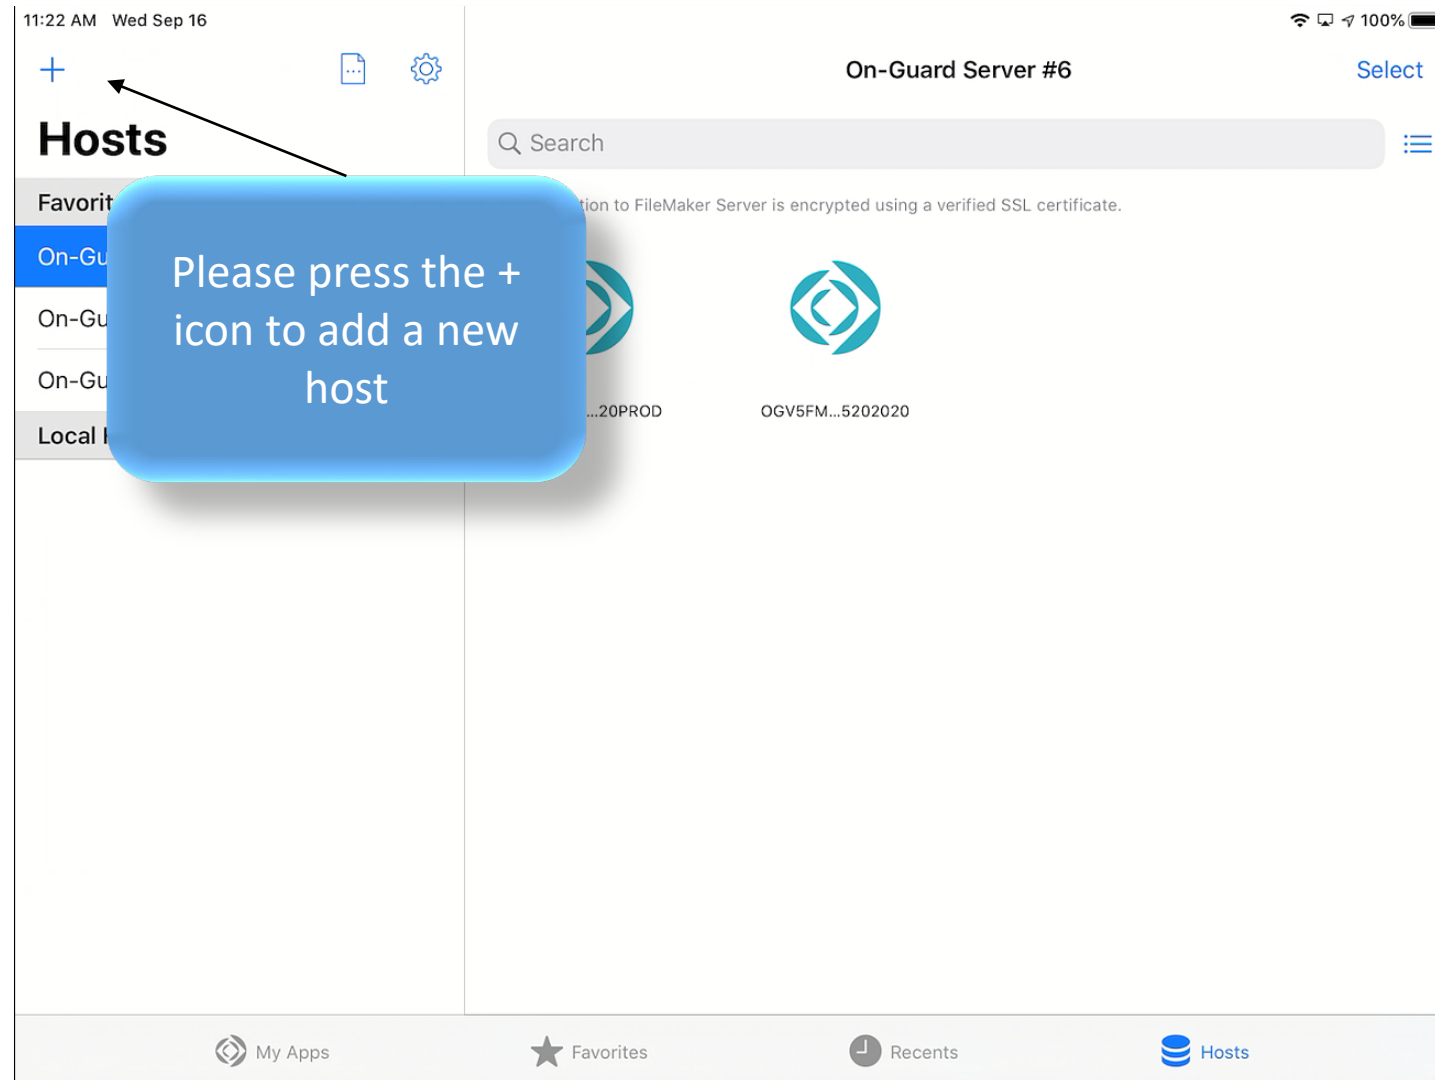 11:22 AM Wed Sep 16
100%
On-Guard Server #6
Select
Hosts
Search
Favorit
tion to FileMaker Server is encrypted using a verified SSL certificate.
On-Gu
On-Gu
On-Gu
Local
Please press the +
icon to add a new
host
...20PROD
OGV5FM...5202020
My Apps
Favorites
Recents
Hosts